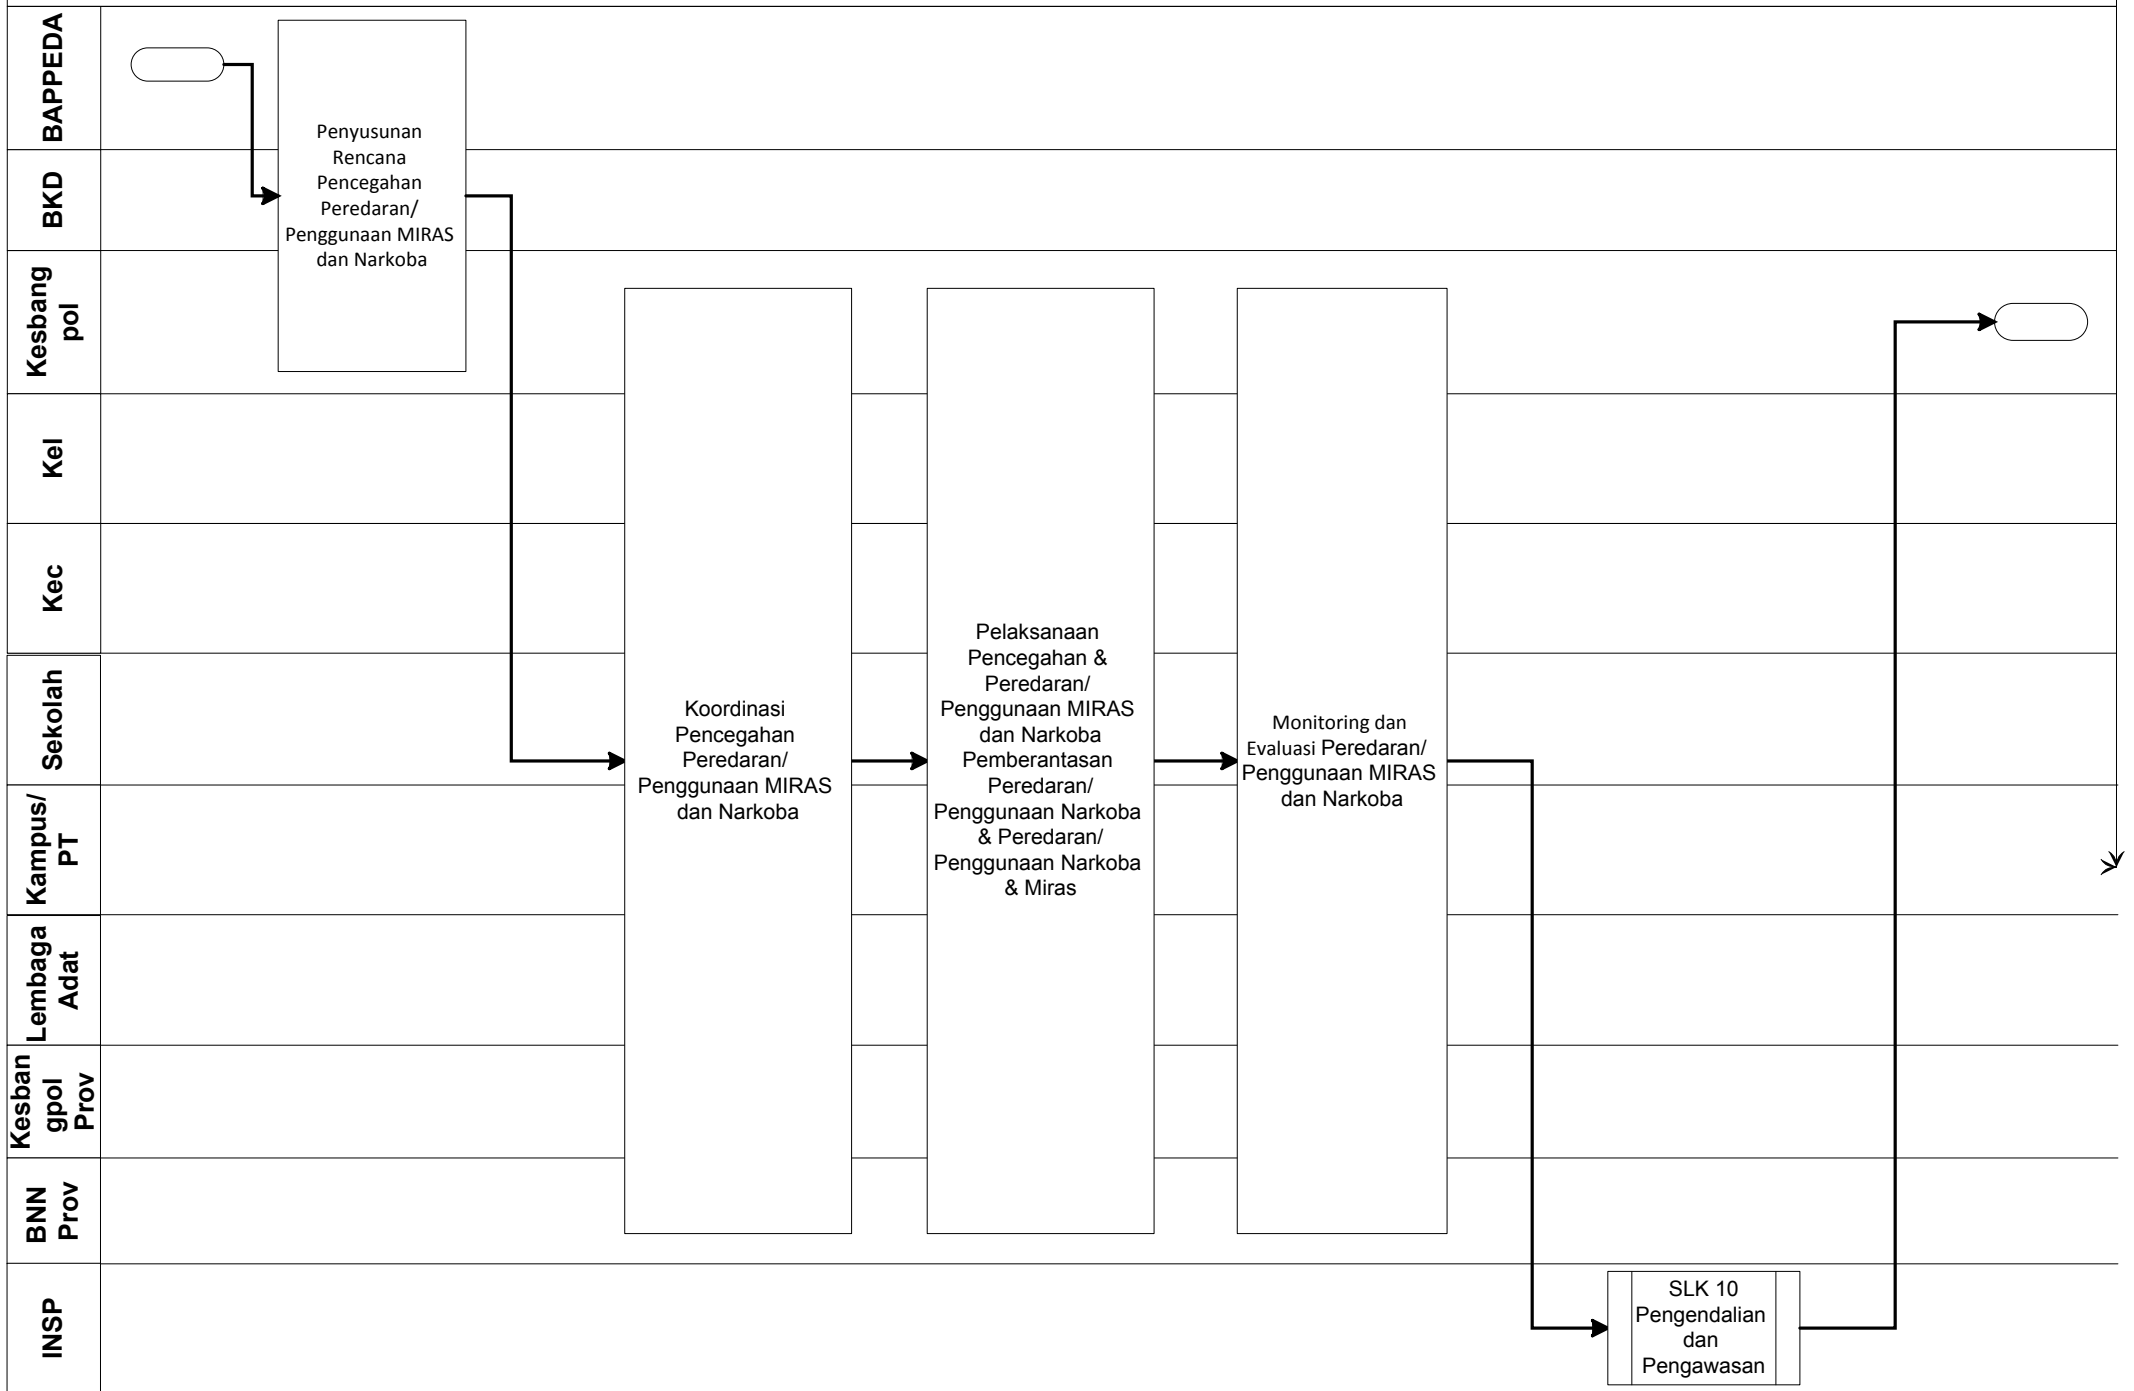 BAPPEDA
BKD
Kesbang
pol
Kel
Kec
Sekolah
Kampus/
PT
Lembaga
Adat
Kesban
gpol
Prov
BNN
Prov
INSP
Penyusunan
Rencana
Pencegahan
Peredaran/
Penggunaan MIRAS
dan Narkoba
Koordinasi
Pencegahan
Peredaran/
Penggunaan MIRAS
dan Narkoba
Pelaksanaan
Pencegahan &
Peredaran/
Penggunaan MIRAS
dan Narkoba
Pemberantasan
Peredaran/
Penggunaan Narkoba
& Peredaran/
Penggunaan Narkoba
& Miras
Monitoring dan
Evaluasi Peredaran/
Penggunaan MIRAS
dan Narkoba
SLK 10
Pengendalian
dan
Pengawasan